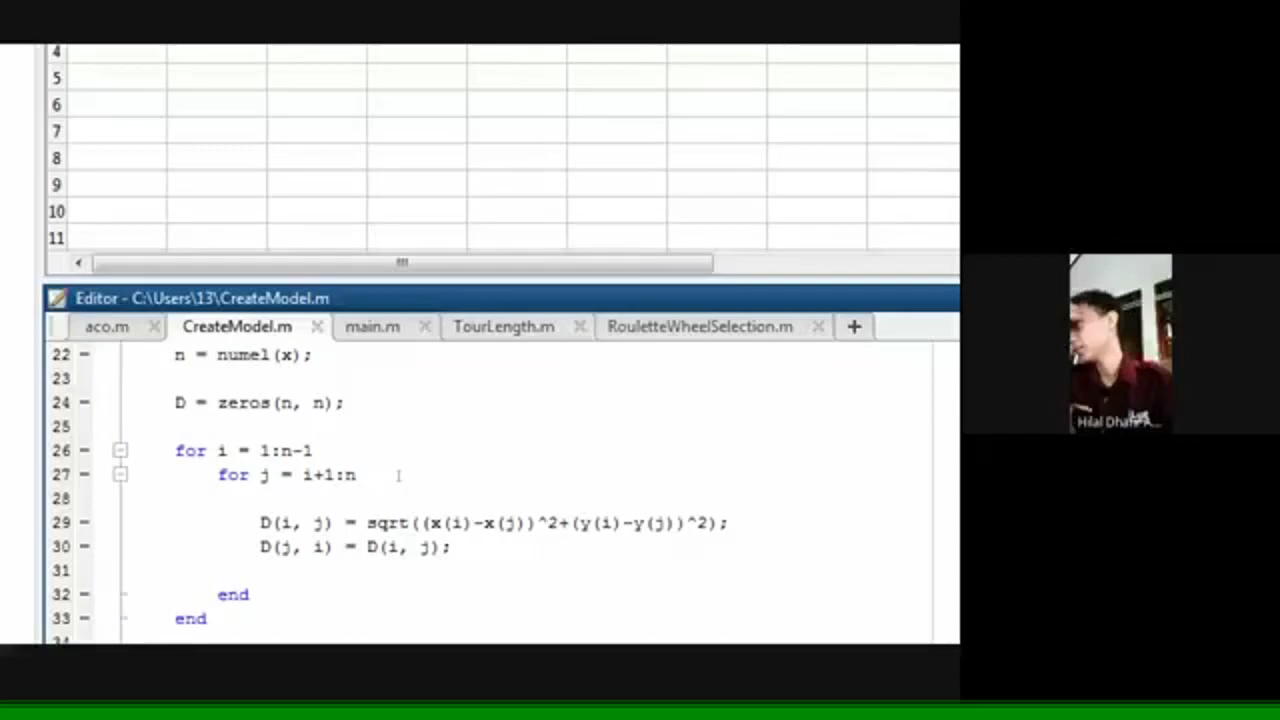 4
5
6
7
8
9
10
11
Editor - C:\Users\13\CreateModel.m
aco.m CreateModel.m main.m TourLength.m RouletteWheelSelection.m
22 n = numel(x);
23
24 D = zeros(n, n);
25
26 for i = 1:n-1
27 for j = i+1:n
28
29 D(i, j) = sqrt((x(i)-x(j))^2+(y(i)-y(j))^2);
30 D(j, i) = D(i, j);
31
32 end
33 end
34
Hilal